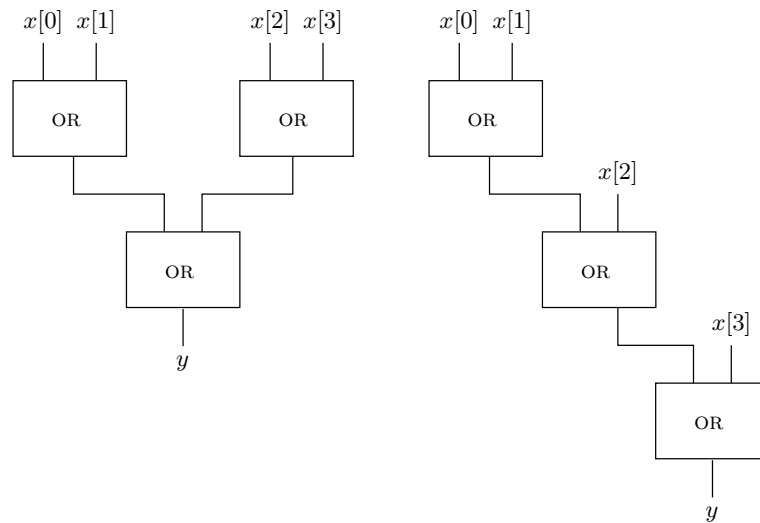 x[0] x[1] x[2] x[3]
OR OR
OR
y
x[0] x[1]
OR
x[2]
OR
x[3]
OR
y